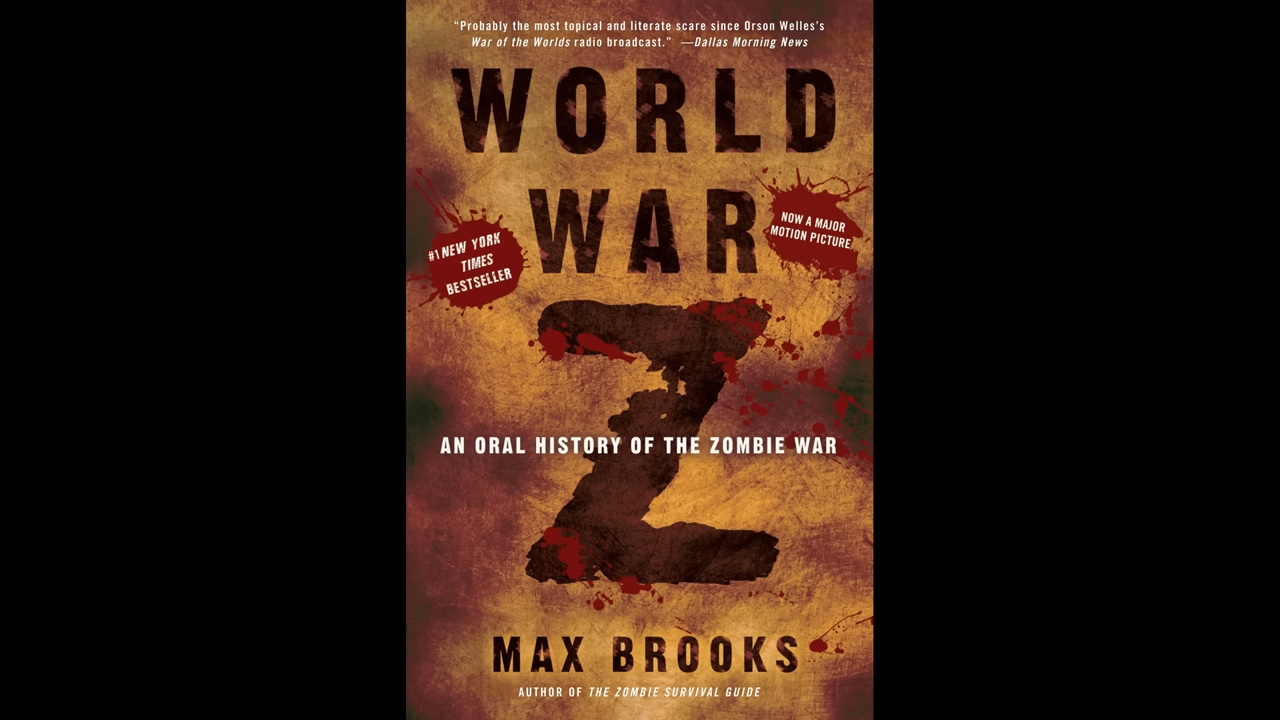 “Probably the most topical and literate scare since Orson Welles’s
War of the Worlds radio broadcast.” —Dallas Morning News
WORLD
WAR
#1 NEW YORK
TIMES
BESTSELLER
NOW A MAJOR
MOTION PICTURE
Z
AN ORAL HISTORY OF THE ZOMBIE WAR
MAX BROOKS
AUTHOR OF THE ZOMBIE SURVIVAL GUIDE